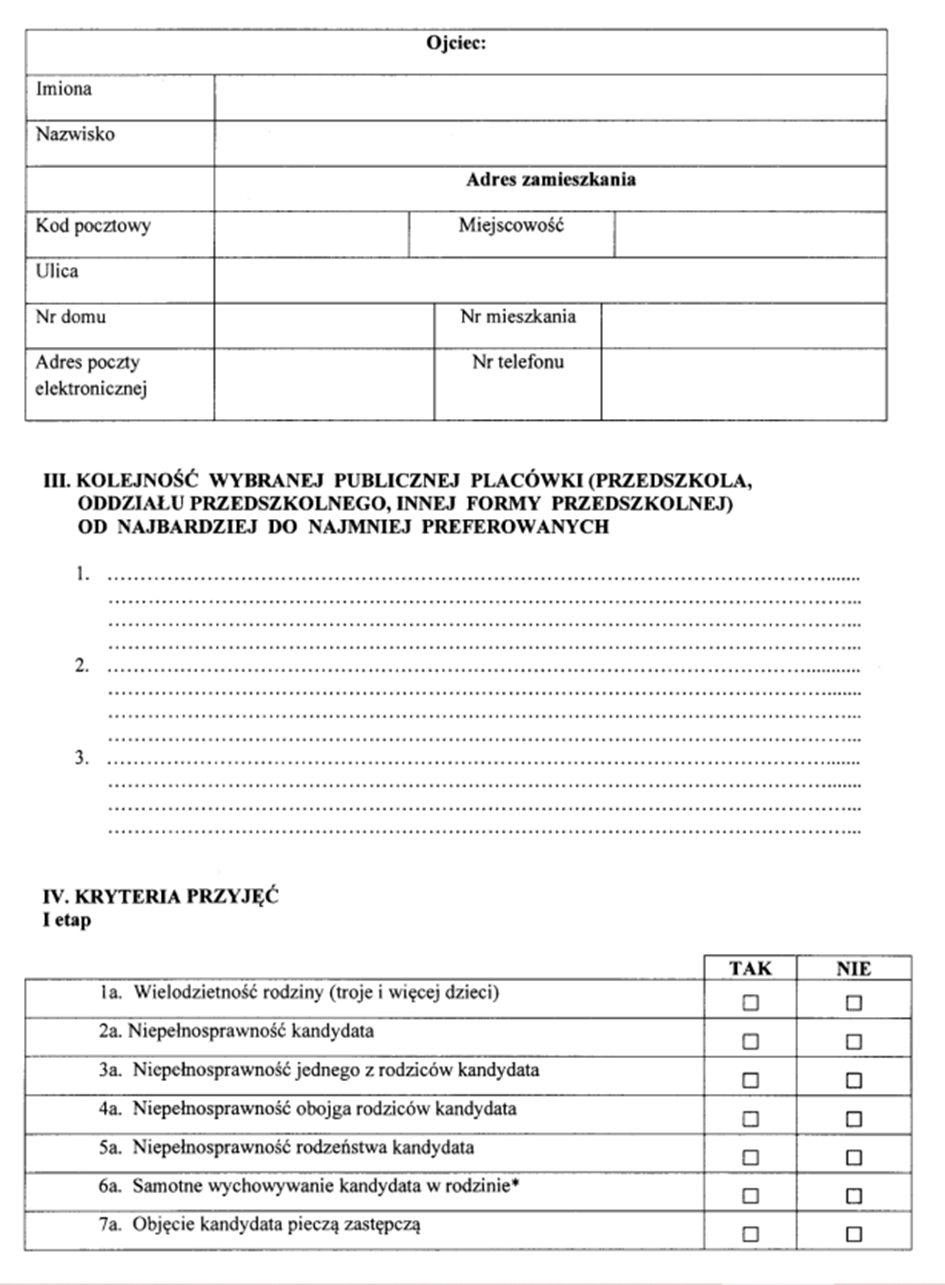 Ojciec:
Imiona
Nazwisko
Adres zamieszkania
Kod pocztowy Miejscowość
Ulica
Nr domu Nr mieszkania
Adres poczty Nr telefonu
elektronicznej
III. KOLEJNOŚĆ WYBRANEJ PUBLICZNEJ PLACÓWKI (PRZEDSZKOLA,
ODDZIAŁU PRZEDSZKOLNEGO, INNEJ FORMY PRZEDSZKOLNEJ)
OD NAJBARDZIEJ DO NAJMNIEJ PREFEROWANYCH
1. ....................................................................................................
....................................................................................................
....................................................................................................
....................................................................................................
2. ....................................................................................................
....................................................................................................
....................................................................................................
....................................................................................................
3. ....................................................................................................
....................................................................................................
....................................................................................................
....................................................................................................
IV. KRYTERIA PRZYJĘĆ
I etap
TAK NIE
1a. Wielodzietność rodziny (troje i więcej dzieci) ☐ ☐
2a. Niepełnosprawność kandydata ☐ ☐
3a. Niepełnosprawność jednego z rodziców kandydata ☐ ☐
4a. Niepełnosprawność obojga rodziców kandydata ☐ ☐
5a. Niepełnosprawność rodzeństwa kandydata ☐ ☐
6a. Samotne wychowywanie kandydata w rodzinie* ☐ ☐
7a. Objęcie kandydata pieczą zastępczą ☐ ☐